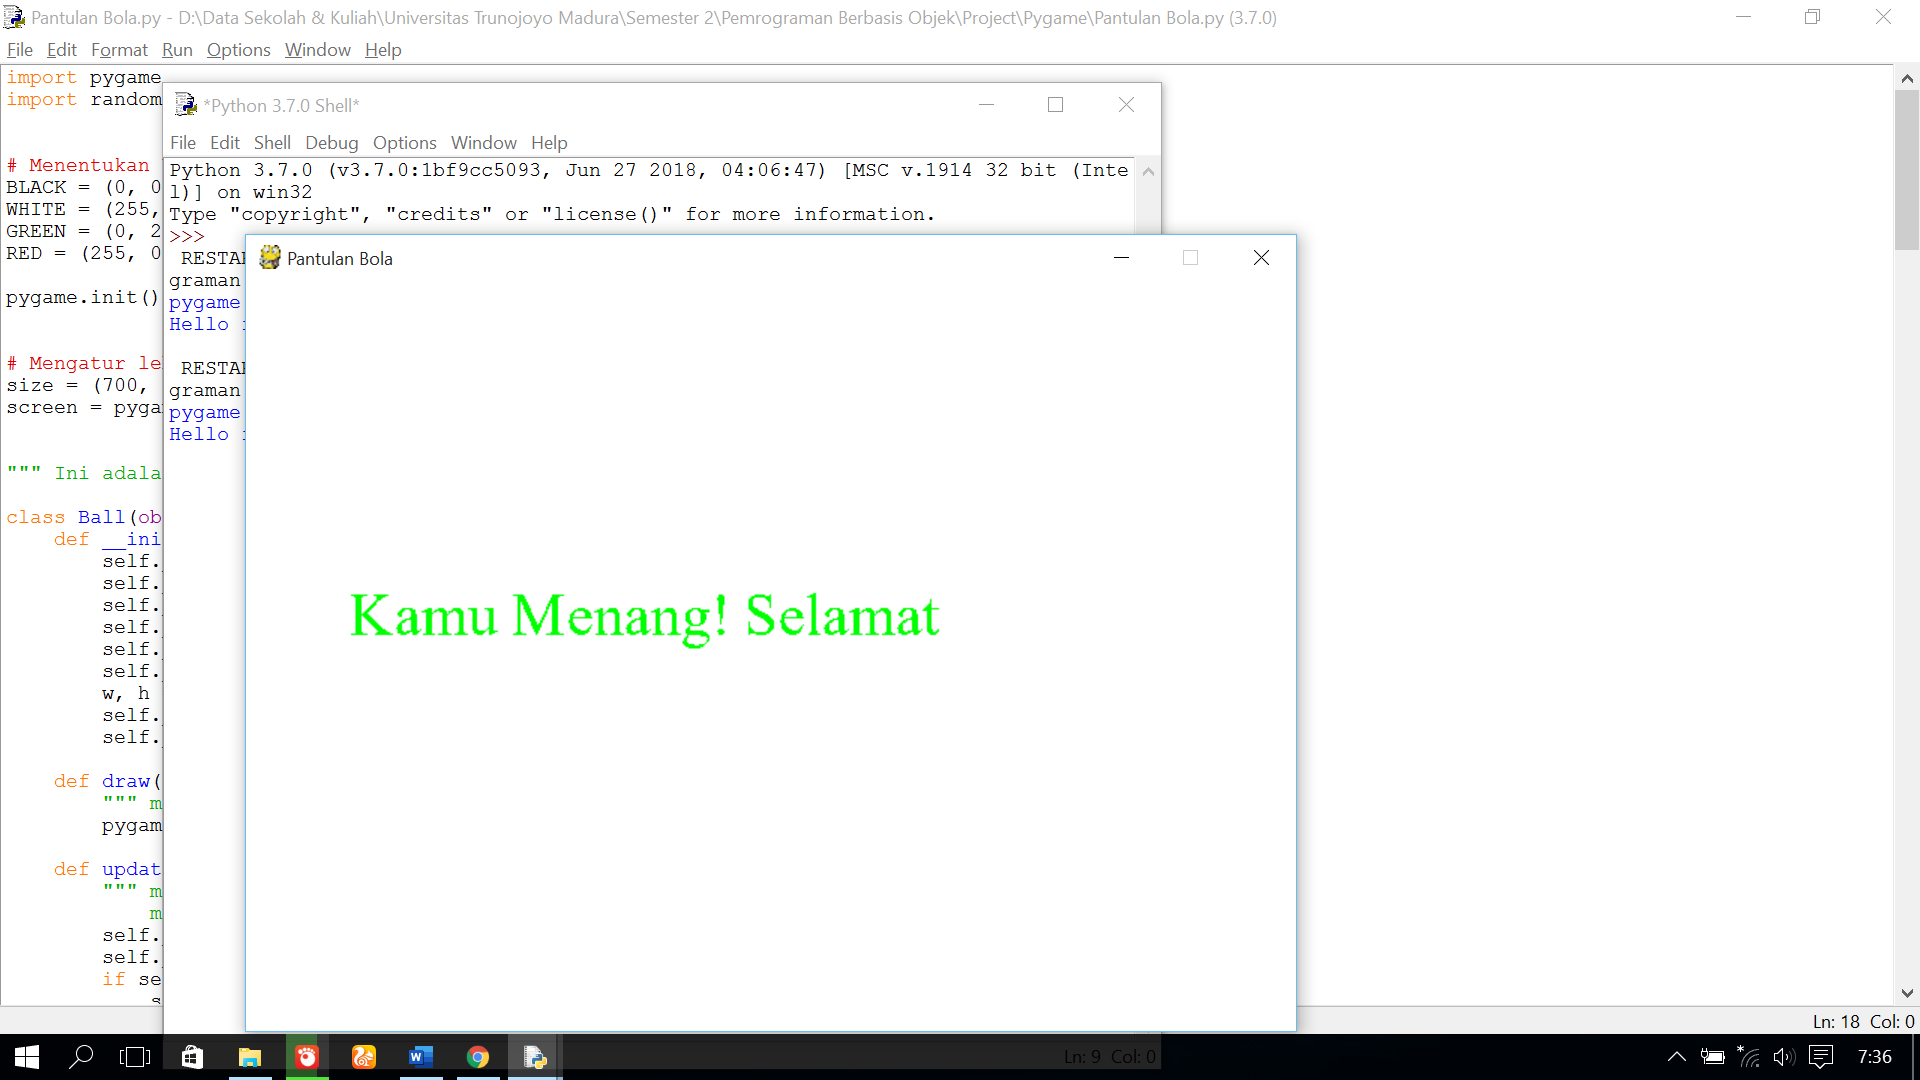 Pantulan Bola.py - D:\Data Sekolah & Kuliah\Universitas Trunojoyo Madura\Semester 2\Pemrograman Berbasis Objek\Project\Pygame\Pantulan Bola.py (3.7.0)
File Edit Format Run Options Window Help
import pygame
import random
# Menentukan
BLACK = (0, 0
WHITE = (255,
GREEN = (0, 2
RED = (255, 0
pygame.init()
# Mengatur le
size = (700,
screen = pyga
""" Ini adala
class Ball(ob
def __ini
self.
self.
self.
self.
self.
self.
w, h
self.
self.
def draw(
""" m
pygam
def updat
""" m
m
self.
self.
if se
s
Ln: 18 Col: 0
*Python 3.7.0 Shell*
File Edit Shell Debug Options Window Help
Python 3.7.0 (v3.7.0:1bf9cc5093, Jun 27 2018, 04:06:47) [MSC v.1914 32 bit (Inte
l)] on win32
Type "copyright", "credits" or "license()" for more information.
>>>
RESTA
graman
pygame
Hello
RESTA
graman
pygame
Hello
Ln: 9 Col: 0
Pantulan Bola
Kamu Menang! Selamat
7:36